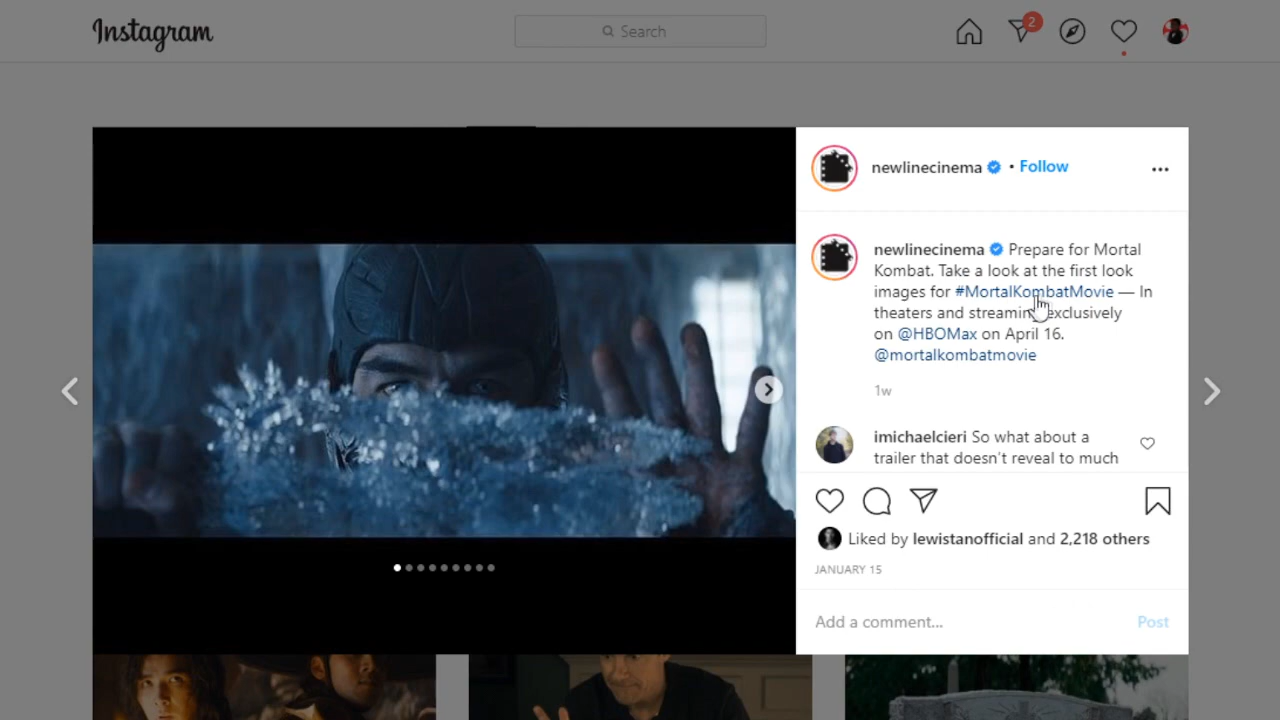 Instagram
Search
2
newlinecinema • Follow
newlinecinema Prepare for Mortal
Kombat. Take a look at the first look
images for #MortalKombatMovie — In
theaters and streaming exclusively
on @HBOMax on April 16.
@mortalkombatmovie
1w
imichaelcieri So what about a
trailer that doesn't reveal to much
Liked by lewistanofficial and 2,218 others
JANUARY 15
Add a comment...
Post